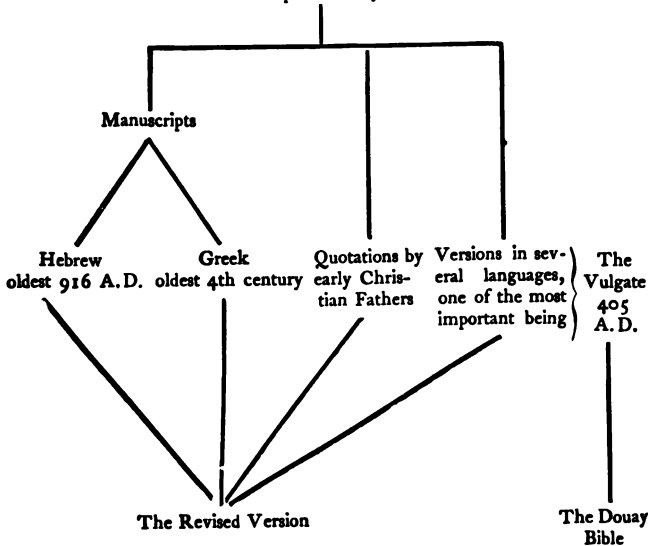 Manuscripts
Hebrew
oldest 916 A.D.
Greek
oldest 4th century
Quotations by
early Chris-
tian Fathers
Versions in sev-
eral languages,
one of the most
important being
The
Vulgate
405
A.D.
The Revised Version
The Douay
Bible